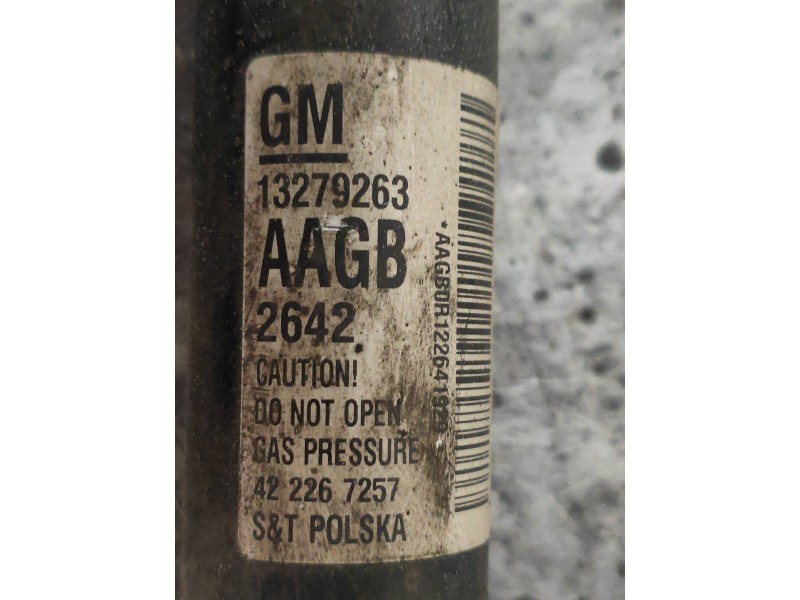 GM
13279263
AAGB
2642
CAUTION!
DO NOT OPEN
GAS PRESSURE
42 226 7257
S&T POLSKA